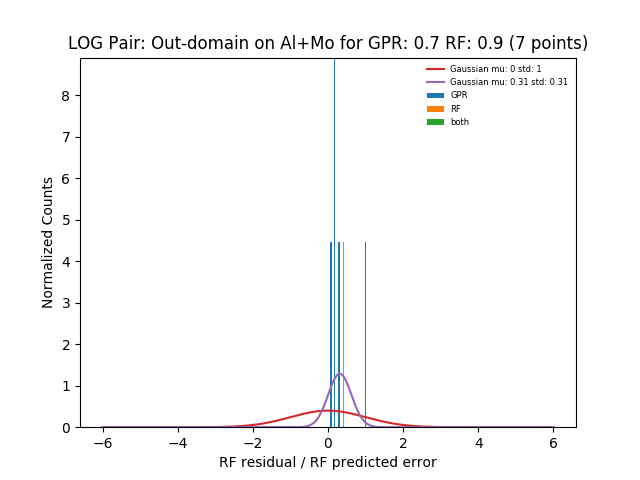 LOG Pair: Out-domain on Al+Mo for GPR: 0.7 RF: 0.9 (7 points)
Gaussian mu: 0 std: 1
Gaussian mu: 0.31 std: 0.31
GPR
RF
both
Normalized Counts
8
7
6
5
4
3
2
1
0
−6 −4 −2 0 2 4 6
RF residual / RF predicted error